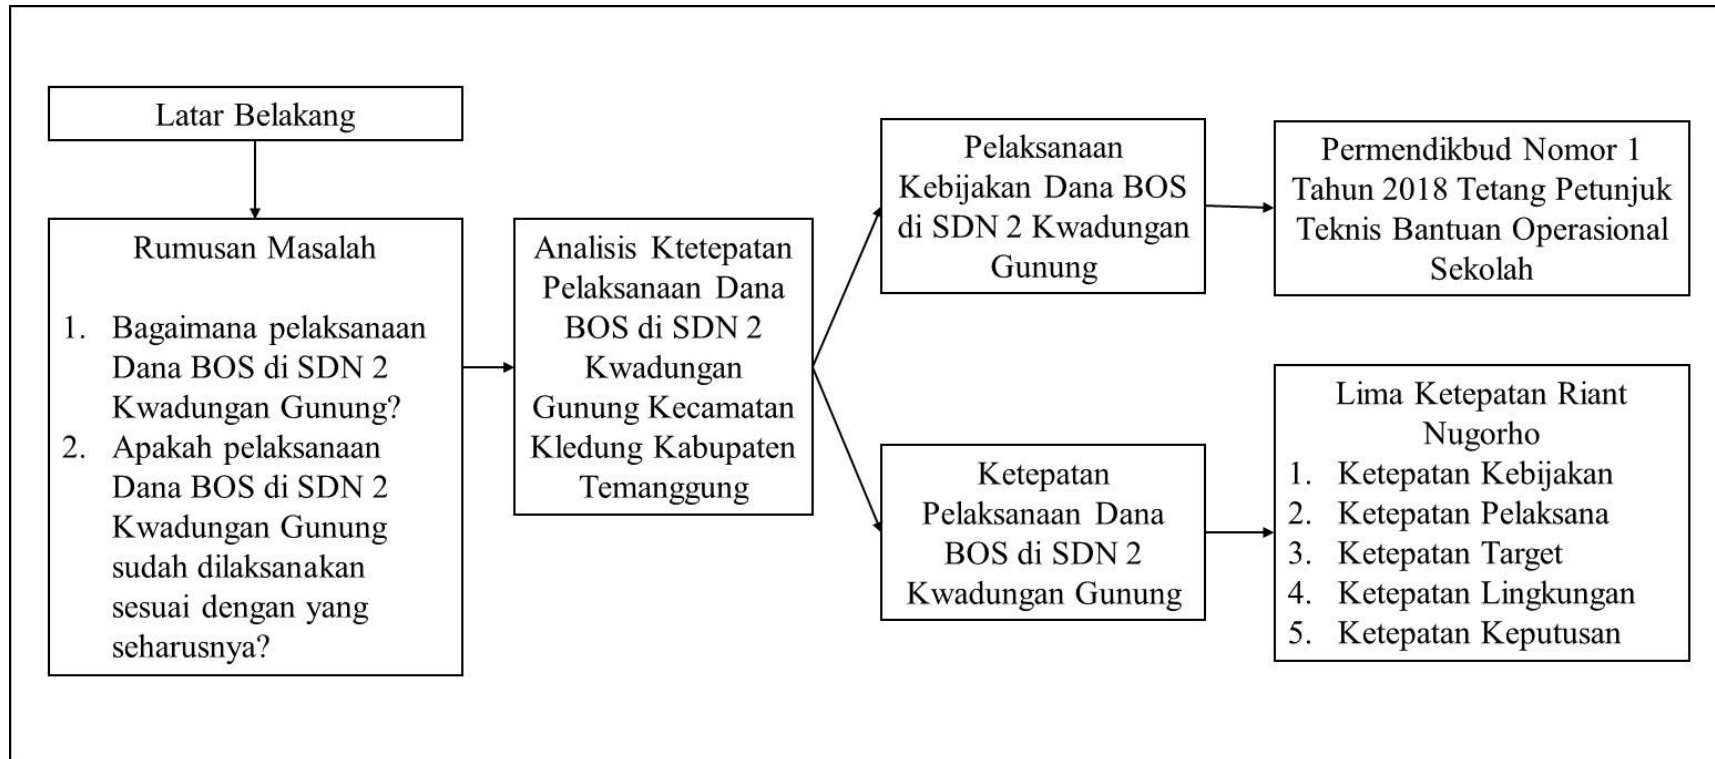 Latar Belakang
Rumusan Masalah
1. Bagaimana pelaksanaan
Dana BOS di SDN 2
Kwadungan Gunung?
2. Apakah pelaksanaan
Dana BOS di SDN 2
Kwadungan Gunung
sudah dilaksanakan
sesuai dengan yang
seharusnya?
Analisis Ktetepatan
Pelaksanaan Dana
BOS di SDN 2
Kwadungan
Gunung Kecamatan
Kledung Kabupaten
Temanggung
Pelaksanaan
Kebijakan Dana BOS
di SDN 2 Kwadungan
Gunung
Permendikbud Nomor 1
Tahun 2018 Tetang Petunjuk
Teknis Bantuan Operasional
Sekolah
Ketepatan
Pelaksanaan Dana
BOS di SDN 2
Kwadungan Gunung
Lima Ketepatan Riant
Nugorho
1. Ketepatan Kebijakan
2. Ketepatan Pelaksana
3. Ketepatan Target
4. Ketepatan Lingkungan
5. Ketepatan Keputusan